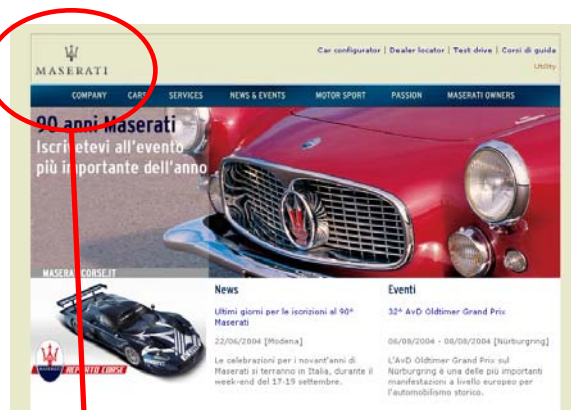 MASERATI
Car configurator | Dealer locator | Test drive | Corsi di guida
Utility
COMPANY CARS SERVICES NEWS & EVENTS MOTOR SPORT PASSION MASERATI OWNERS
90 anni Maserati
Iscrivetevi all'evento
più importante dell'anno
MASERATICORSE.IT
REPARTO CORSE
News
Ultimi giorni per le iscrizioni al 90°
Maserati
22/06/2004 [Modena]
Le celebrazioni per i novant'anni di
Maserati si terranno in Italia, durante il
week-end del 17-19 settembre.
Eventi
32^ AvD Oldtimer Grand Prix
06/08/2004 - 08/08/2004 [Nürburgring]
L'AvD Oldtimer Grand Prix sul
Nürburgring è una delle più importanti
manifestazioni a livello europeo per
l'automobilismo storico.